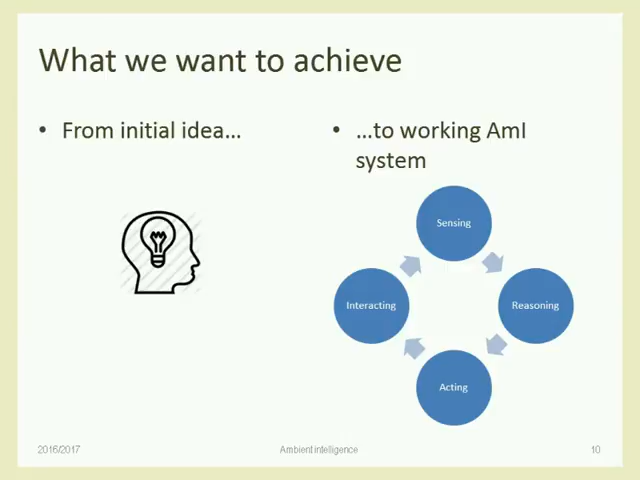 What we want to achieve
• From initial idea…
• …to working AmI
system
Sensing
Interacting
Reasoning
Acting
2016/2017
Ambient intelligence
10